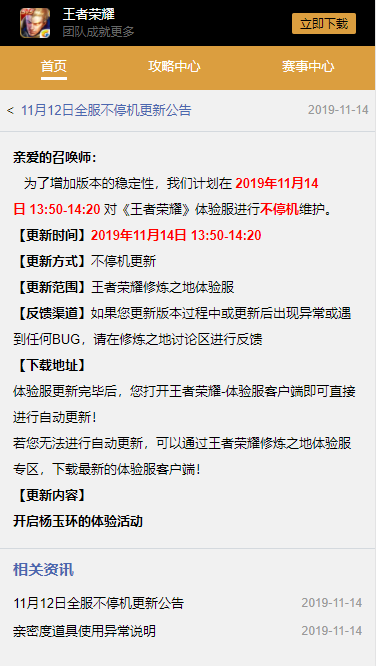 王者荣耀
团队成就更多
立即下载
首页 攻略中心 赛事中心
< 11月12日全服不停机更新公告 2019-11-14
亲爱的召唤师：
为了增加版本的稳定性，我们计划在 2019年11月14
日 13:50-14:20 对《王者荣耀》体验服进行不停机维护。
【更新时间】2019年11月14日 13:50-14:20
【更新方式】不停机更新
【更新范围】王者荣耀修炼之地体验服
【反馈渠道】如果您更新版本过程中或更新后出现异常或遇
到任何BUG，请在修炼之地讨论区进行反馈
【下载地址】
体验服更新完毕后，您打开王者荣耀-体验服客户端即可直接
进行自动更新！
若您无法进行自动更新，可以通过王者荣耀修炼之地体验服
专区，下载最新的体验服客户端！
【更新内容】
开启杨玉环的体验活动
相关资讯
11月12日全服不停机更新公告 2019-11-14
亲密度道具使用异常说明 2019-11-14